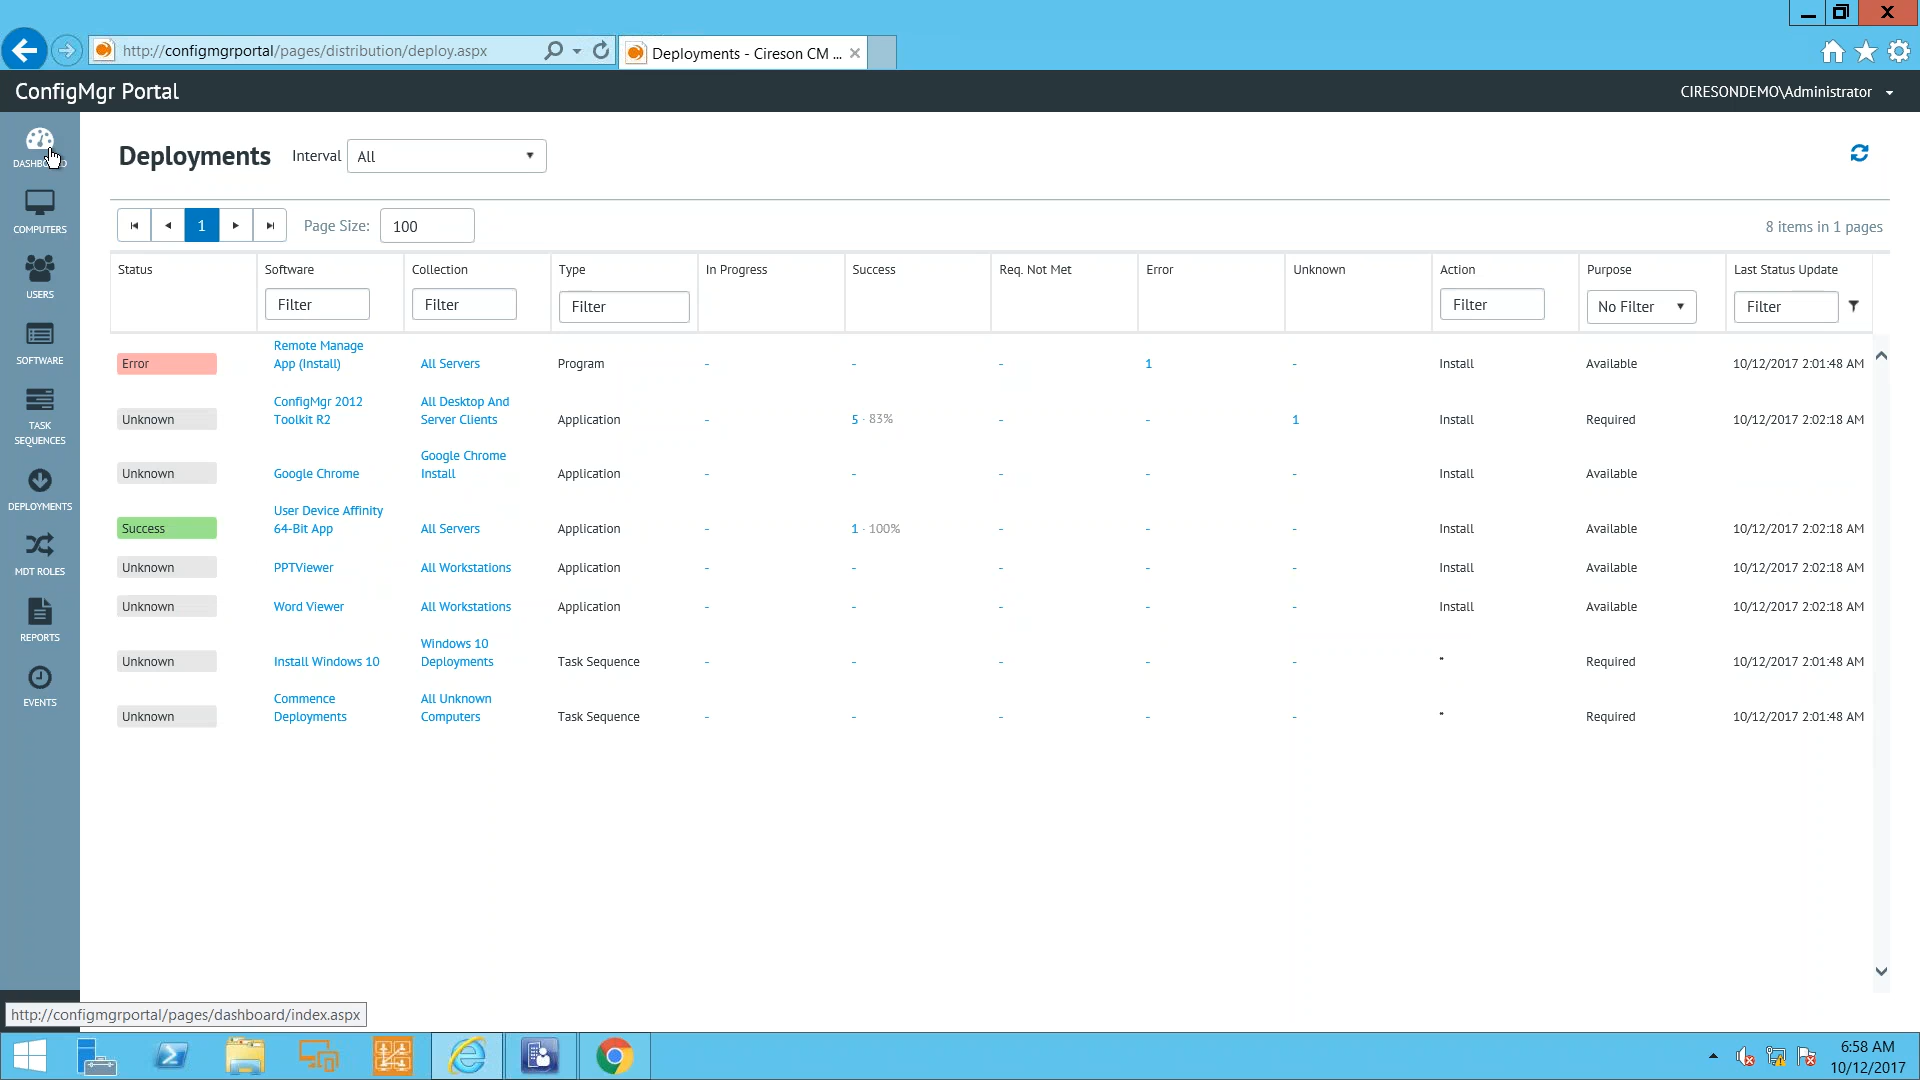 http://configmgrportal/pages/distribution/deploy.aspx
Deployments - Cireson CM ...
ConfigMgr Portal
CIRESONDEMO\Administrator
Deployments
Interval
All
Page Size:
100
1
8 items in 1 pages
Status Software Collection Type In Progress Success Req. Not Met Error Unknown Action Purpose Last Status Update
Filter Filter Filter Filter No Filter Filter
Remote Manage
Error App (Install) All Servers Program - - - 1 - Install Available 10/12/2017 2:01:48 AM
ConfigMgr 2012 All Desktop And
Unknown Toolkit R2 Server Clients Application - 5 · 83% - - 1 Install Required 10/12/2017 2:02:18 AM
Google Chrome
Unknown Google Chrome Install Application - - - - - Install Available
User Device Affinity
Success 64-Bit App All Servers Application - 1 · 100% - - - Install Available 10/12/2017 2:02:18 AM
Unknown PPTViewer All Workstations Application - - - - - Install Available 10/12/2017 2:02:18 AM
Unknown Word Viewer All Workstations Application - - - - - Install Available 10/12/2017 2:02:18 AM
Windows 10
Unknown Install Windows 10 Deployments Task Sequence - - - - - * Required 10/12/2017 2:01:48 AM
Commence All Unknown
Unknown Deployments Computers Task Sequence - - - - - * Required 10/12/2017 2:01:48 AM
COMPUTERS
USERS
SOFTWARE
TASK
SEQUENCES
DEPLOYMENTS
MDT ROLES
REPORTS
EVENTS
http://configmgrportal/pages/dashboard/index.aspx
6:58 AM
10/12/2017